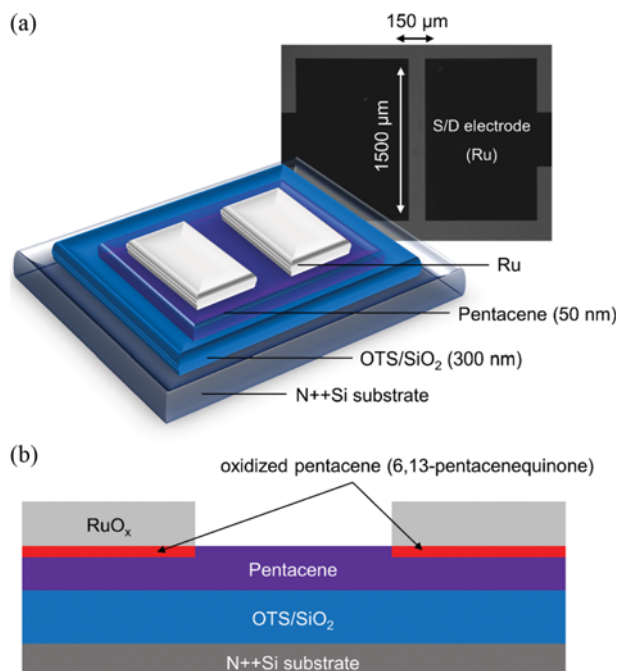 (a)
150 μm
1500 μm
S/D electrode
(Ru)
Ru
Pentacene (50 nm)
OTS/SiO₂ (300 nm)
N++Si substrate
(b)
oxidized pentacene (6,13-pentacenequinone)
RuOₓ
Pentacene
OTS/SiO₂
N++Si substrate